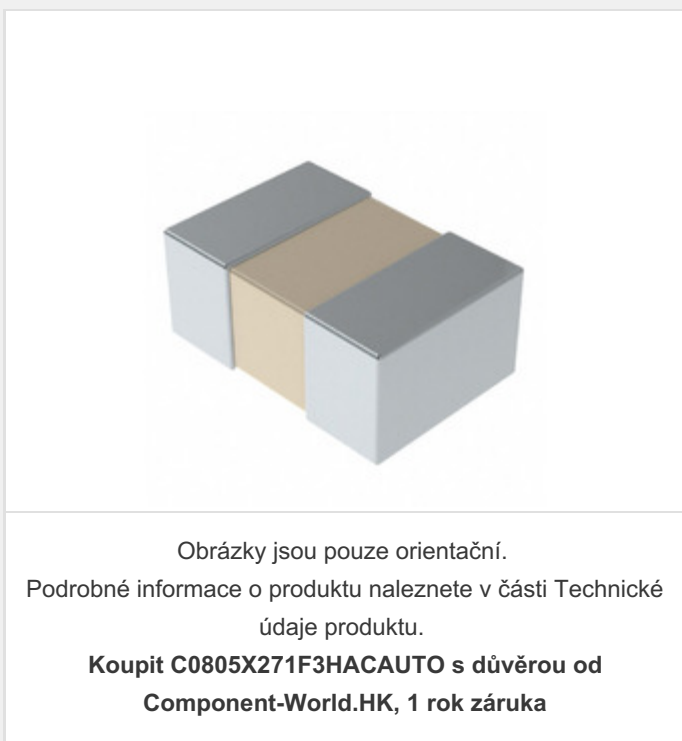 Obrázky jsou pouze orientační.
Podrobné informace o produktu naleznete v části Technické
údaje produktu.
Koupit C0805X271F3HACAUTO s důvěrou od
Component-World.HK, 1 rok záruka